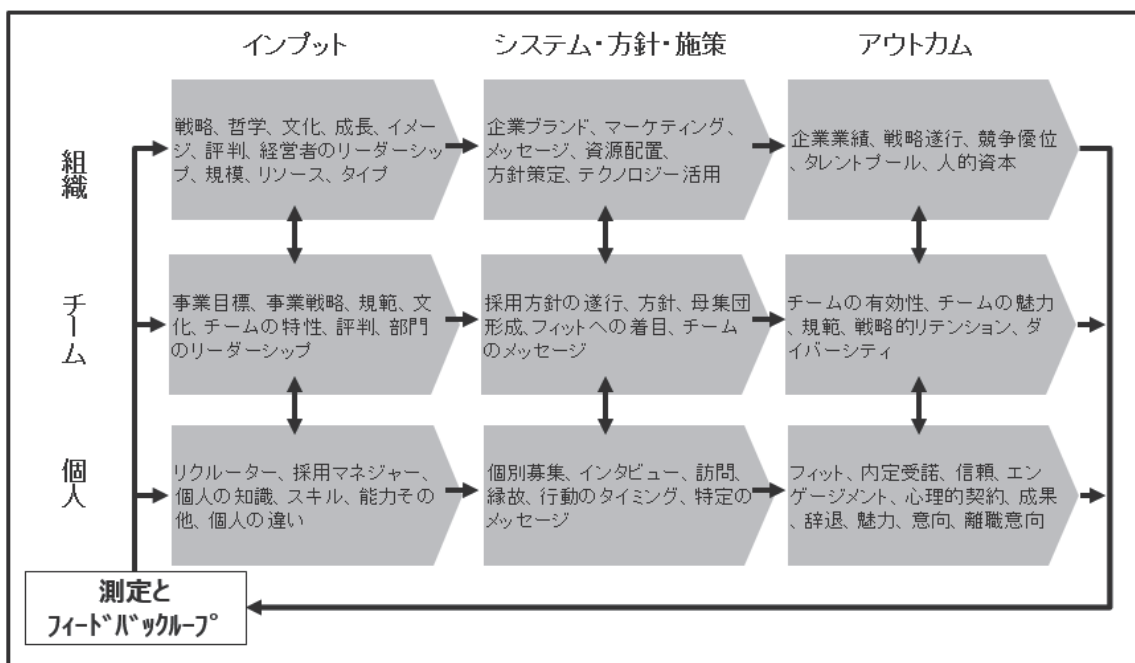 インプット
システム・方針・施策
アウトカム
組織
戦略、哲学、文化、成長、イメー
ジ、評判、経営者のリーダーシッ
プ、規模、リソース、タイプ
企業ブランド、マーケティング、
メッセージ、資源配置、
方針策定、テクノロジー活用
企業業績、戦略遂行、競争優位
、タレントプール、人的資本
チーム
事業目標、事業戦略、規範、文
化、チームの特性、評判、部門
のリーダーシップ
採用方針の遂行、方針、母集団
形成、フィットへの着目、チーム
のメッセージ
チームの有効性、チームの魅力
、規範、戦略的リテンション、ダ
イバーシティ
個人
リクルーター、採用マネジャー、
個人の知識、スキル、能力その
他、個人の違い
個別募集、インタビュー、訪問、
縁故、行動のタイミング、特定の
メッセージ
フィット、内定受諾、信頼、エン
ゲージメント、心理的契約、成果
、辞退、魅力、意向、離職意向
測定と
ﾌｨｰﾄﾞﾊﾞｯｸﾙｰﾌﾟ